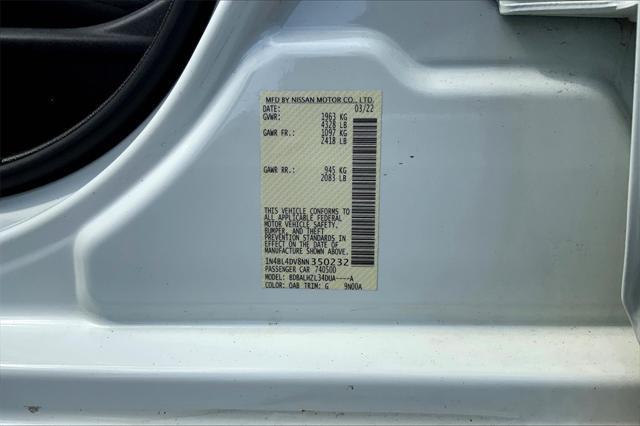 MFD BY NISSAN MOTOR CO., LTD.
DATE: 03/22
GVWR: 1963 KG
4328 LB
GAWR FR.: 1097 KG
2418 LB
GAWR RR.: 945 KG
2083 LB
THIS VEHICLE CONFORMS TO
ALL APPLICABLE FEDERAL
MOTOR VEHICLE SAFETY,
BUMPER, AND THEFT
PREVENTION STANDARDS IN
EFFECT ON THE DATE OF
MANUFACTURE SHOWN ABOVE.
1N4BL4DV8NN350232
PASSENGER CAR 740500
MODEL: BDBALHZL34DUA----A
COLOR: QAB TRIM: G 9N00A